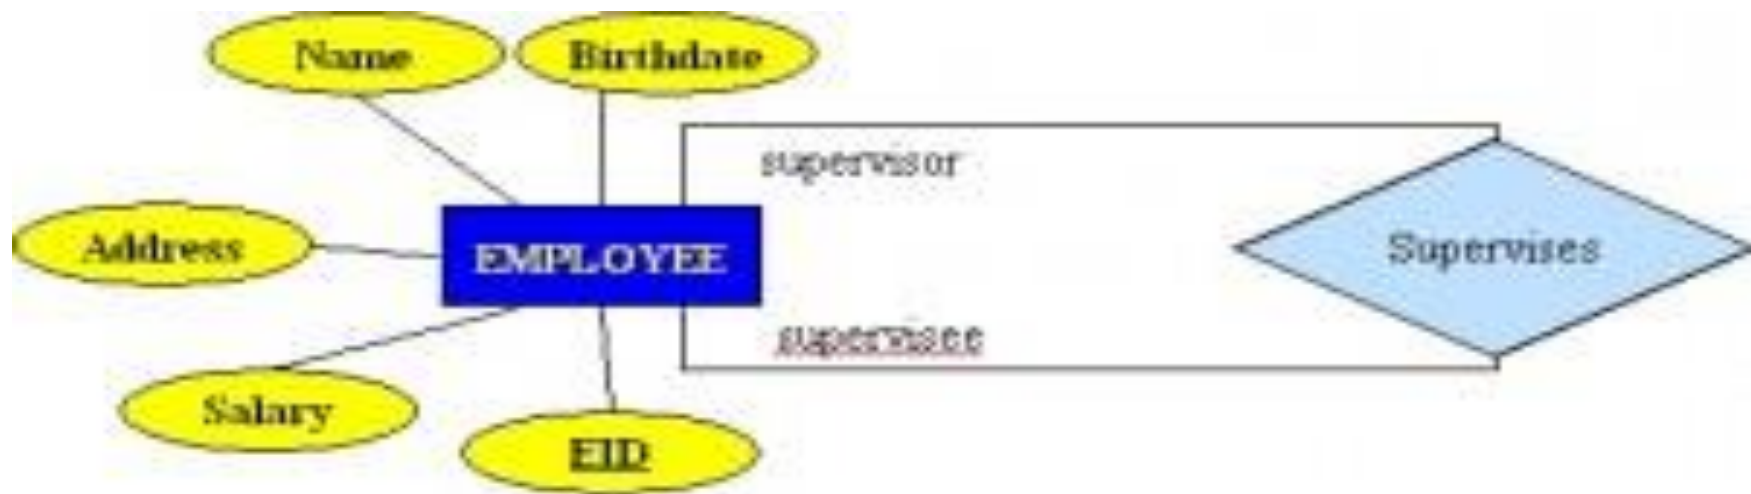 Name
Birthdate
supervisor
Address
EMPLOYEE
Supervises
supervisee
Salary
EID